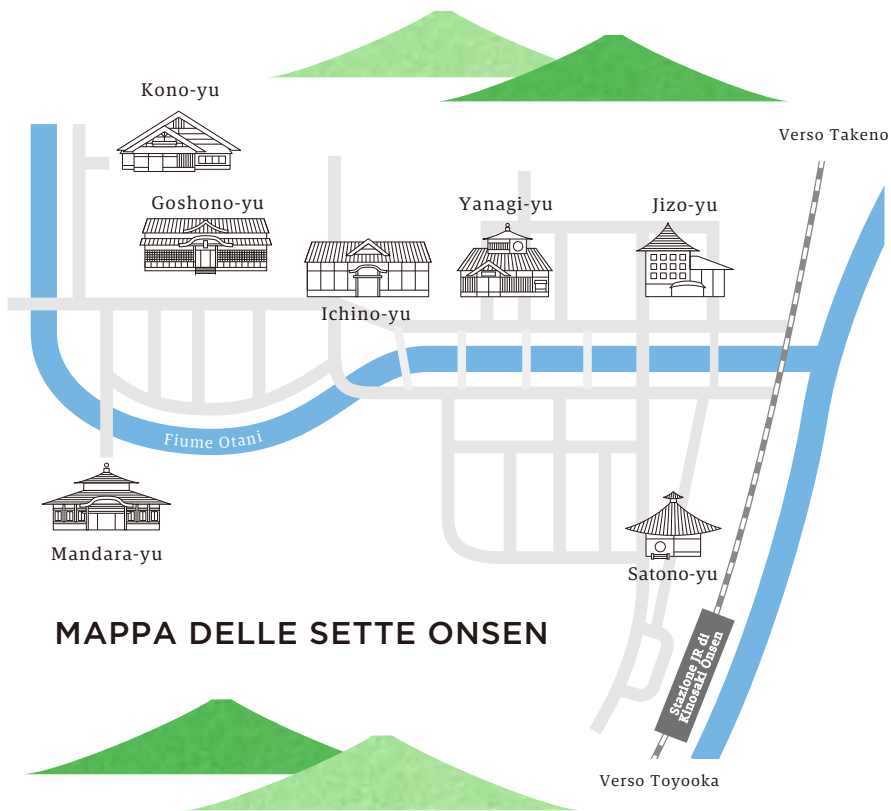 Kono-yu
Verso Takeno
Goshono-yu
Yanagi-yu
Jizo-yu
Ichino-yu
Fiume Otani
Mandara-yu
Satono-yu
MAPPA DELLE SETTE ONSEN
Stazione JR di
Kinosaki Onsen
Verso Toyooka